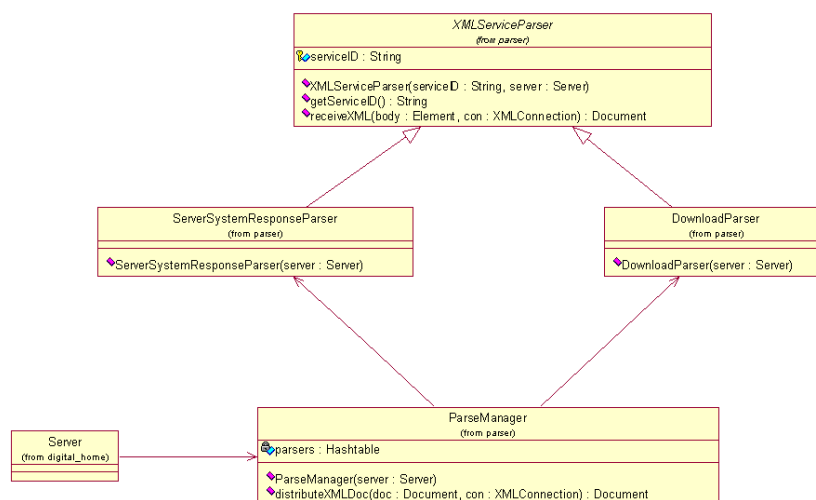 XMLServiceParser
(from parser)
serviceID : String
XMLServiceParser(serviceID : String, server : Server)
getServiceID() : String
receiveXML(body : Element, con : XMLConnection) : Document
ServerSystemResponseParser
(from parser)
ServerSystemResponseParser(server : Server)
DownloadParser
(from parser)
DownloadParser(server : Server)
Server
(from digital_home)
ParseManager
(from parser)
parsers : Hashtable
ParseManager(server : Server)
distributeXMLDoc(doc : Document, con : XMLConnection) : Document